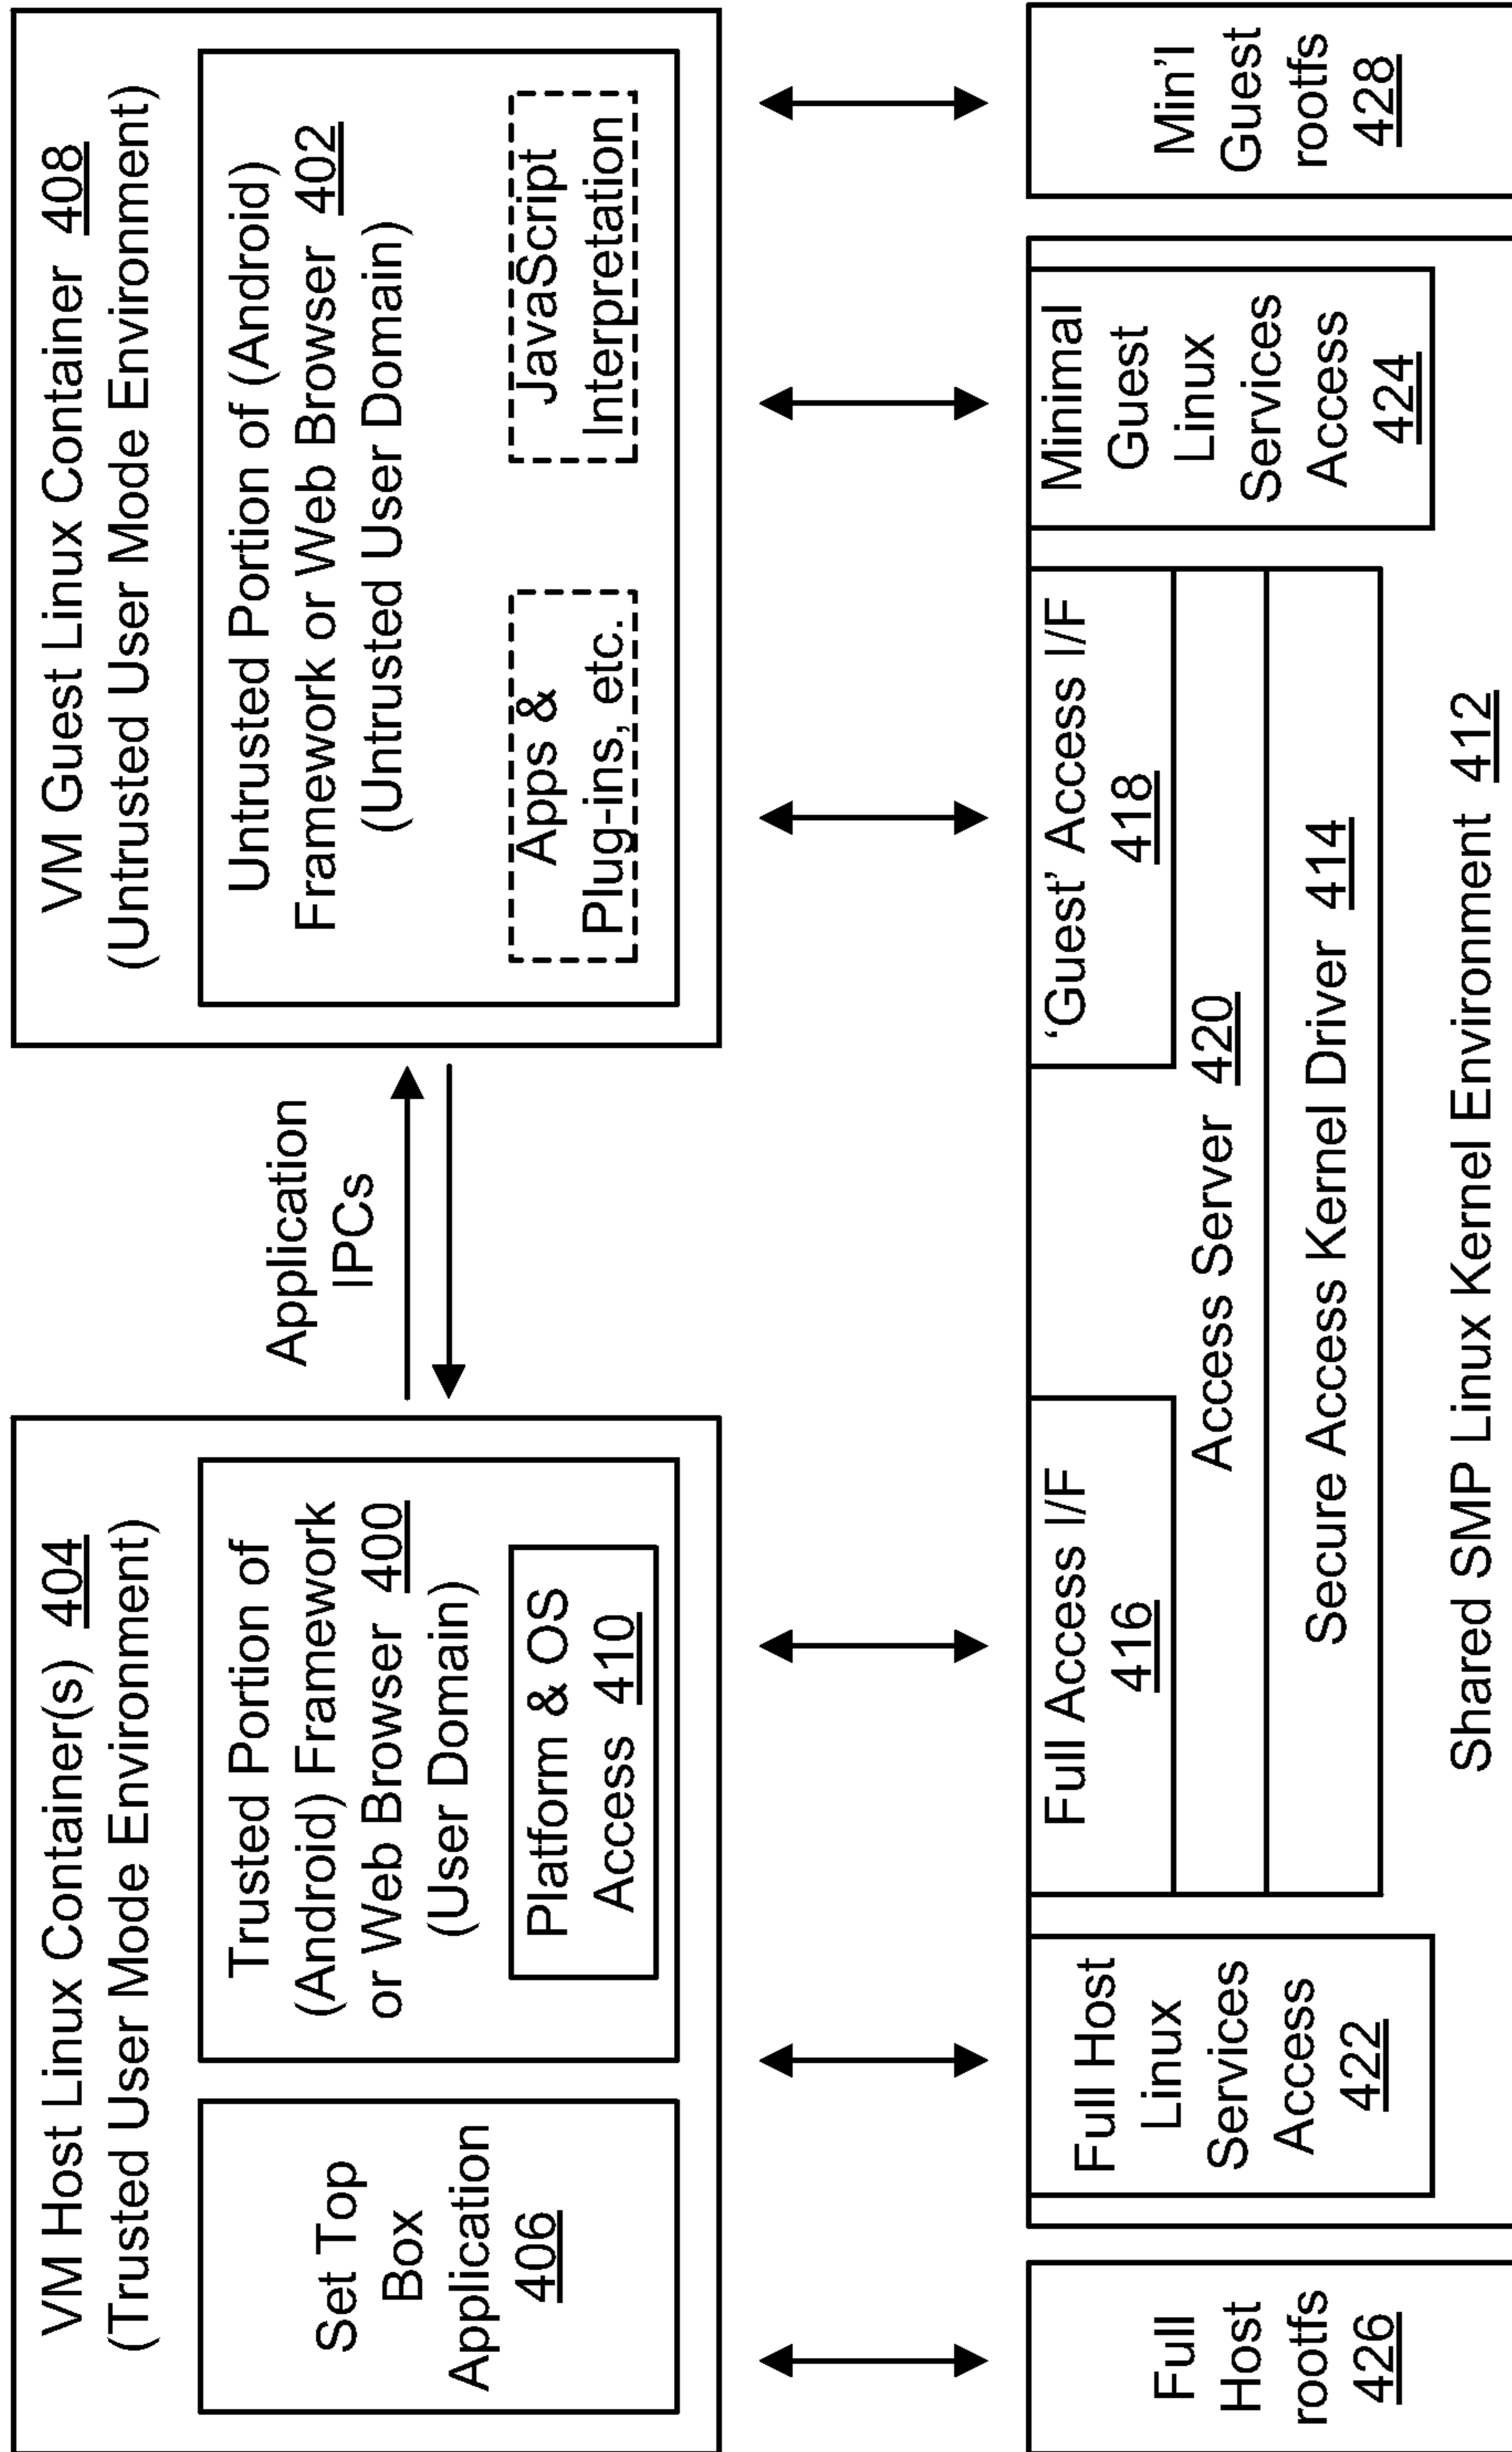 VM Host Linux Container(s) 404
(Trusted User Mode Environment)
Set Top
Box
Application
406
Trusted Portion of
(Android) Framework
or Web Browser 400
(User Domain)
Platform & OS
Access 410
Application
IPCs
VM Guest Linux Container 408
(Untrusted User Mode Environment)
Untrusted Portion of (Android)
Framework or Web Browser 402
(Untrusted User Domain)
Apps &
Plug-ins, etc.
JavaScript
Interpretation
Full
Host
rootfs
426
Full Host
Linux
Services
Access
422
Full Access I/F
416
‘Guest’ Access I/F
418
Access Server 420
Secure Access Kernel Driver 414
Shared SMP Linux Kernel Environment 412
Minimal
Guest
Linux
Services
Access
424
Min'l
Guest
rootfs
428